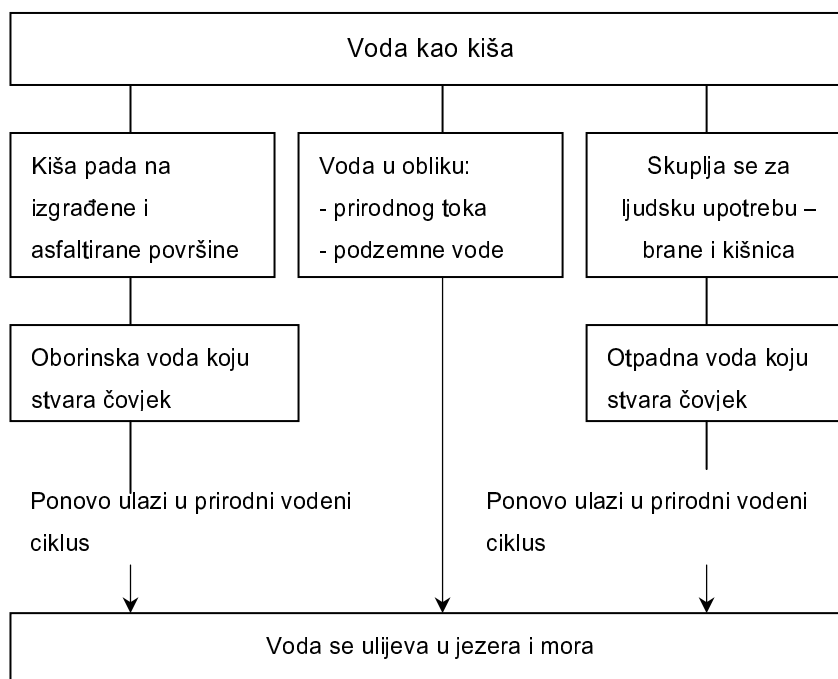 Voda kao kiša
Kiša pada na
izgrađene i
asfaltirane površine
Voda u obliku:
- prirodnog toka
- podzemne vode
Skuplja se za
ljudsku upotrebu –
brane i kišnica
Oborinska voda koju
stvara čovjek
Otpadna voda koju
stvara čovjek
Ponovo ulazi u prirodni vodeni
ciklus
Ponovo ulazi u prirodni vodeni
ciklus
Voda se ulijeva u jezera i mora